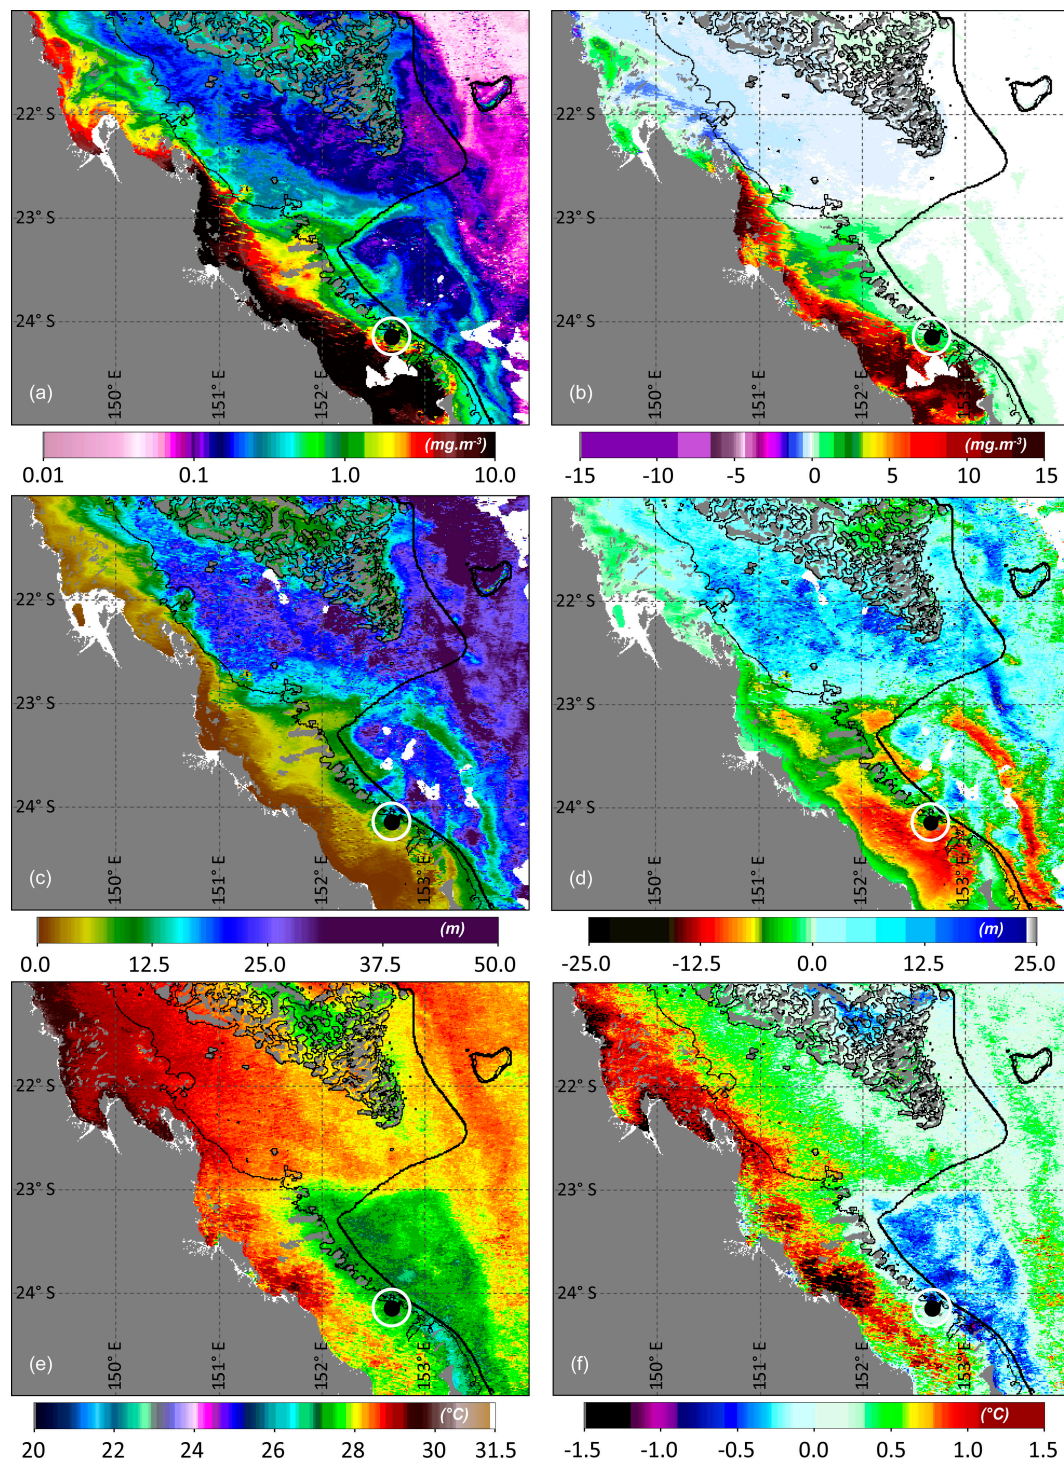 22° S
23° S
24° S
150° E
151° E
152° E
153° E
(a)
(mg.m⁻³)
0.01
0.1
1.0
10.0
22° S
23° S
24° S
150° E
151° E
152° E
153° E
(b)
(mg.m⁻³)
-15
-10
-5
0
5
10
15
22° S
23° S
24° S
150° E
151° E
152° E
153° E
(c)
(m)
0.0
12.5
25.0
37.5
50.0
22° S
23° S
24° S
150° E
151° E
152° E
153° E
(d)
(m)
-25.0
-12.5
0.0
12.5
25.0
22° S
23° S
24° S
150° E
151° E
152° E
153° E
(e)
(°C)
20
22
24
26
28
30
31.5
22° S
23° S
24° S
150° E
151° E
152° E
153° E
(f)
(°C)
-1.5
-1.0
-0.5
0.0
0.5
1.0
1.5